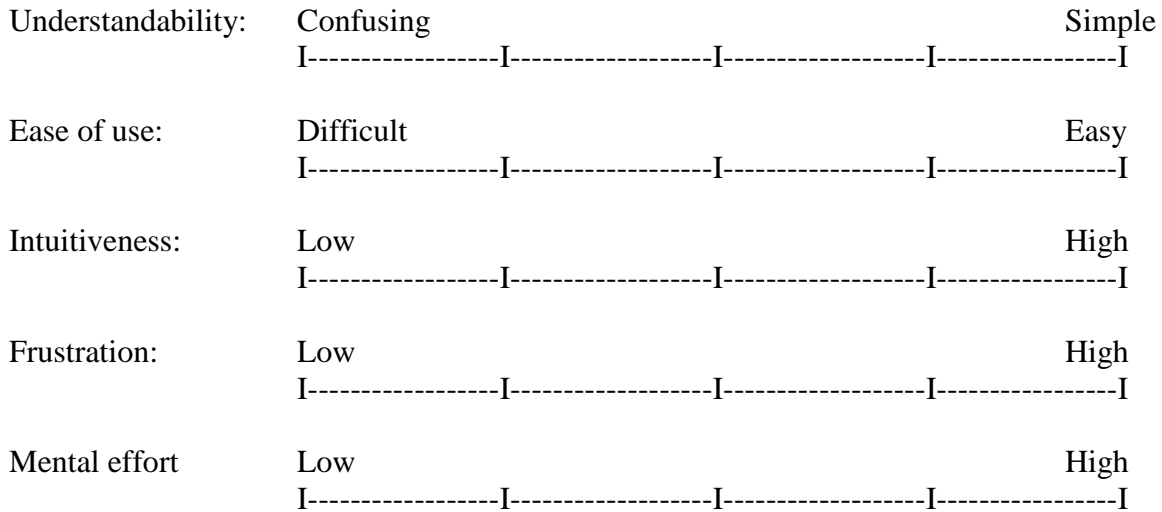 Understandability: Confusing Simple
I------------------I-------------------I-------------------I-----------------I
Ease of use: Difficult Easy
I------------------I-------------------I-------------------I-----------------I
Intuitiveness: Low High
I------------------I-------------------I-------------------I-----------------I
Frustration: Low High
I------------------I-------------------I-------------------I-----------------I
Mental effort Low High
I------------------I-------------------I-------------------I-----------------I